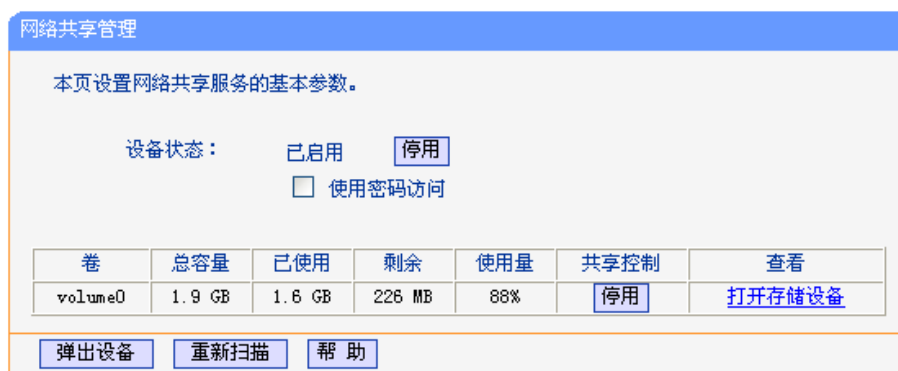 网络共享管理
本页设置网络共享服务的基本参数。
设备状态： 已启用 停用
使用密码访问
卷 总容量 已使用 剩余 使用量 共享控制 查看
volume0 1.9 GB 1.6 GB 226 MB 88% 停用 打开存储设备
弹出设备 重新扫描 帮 助